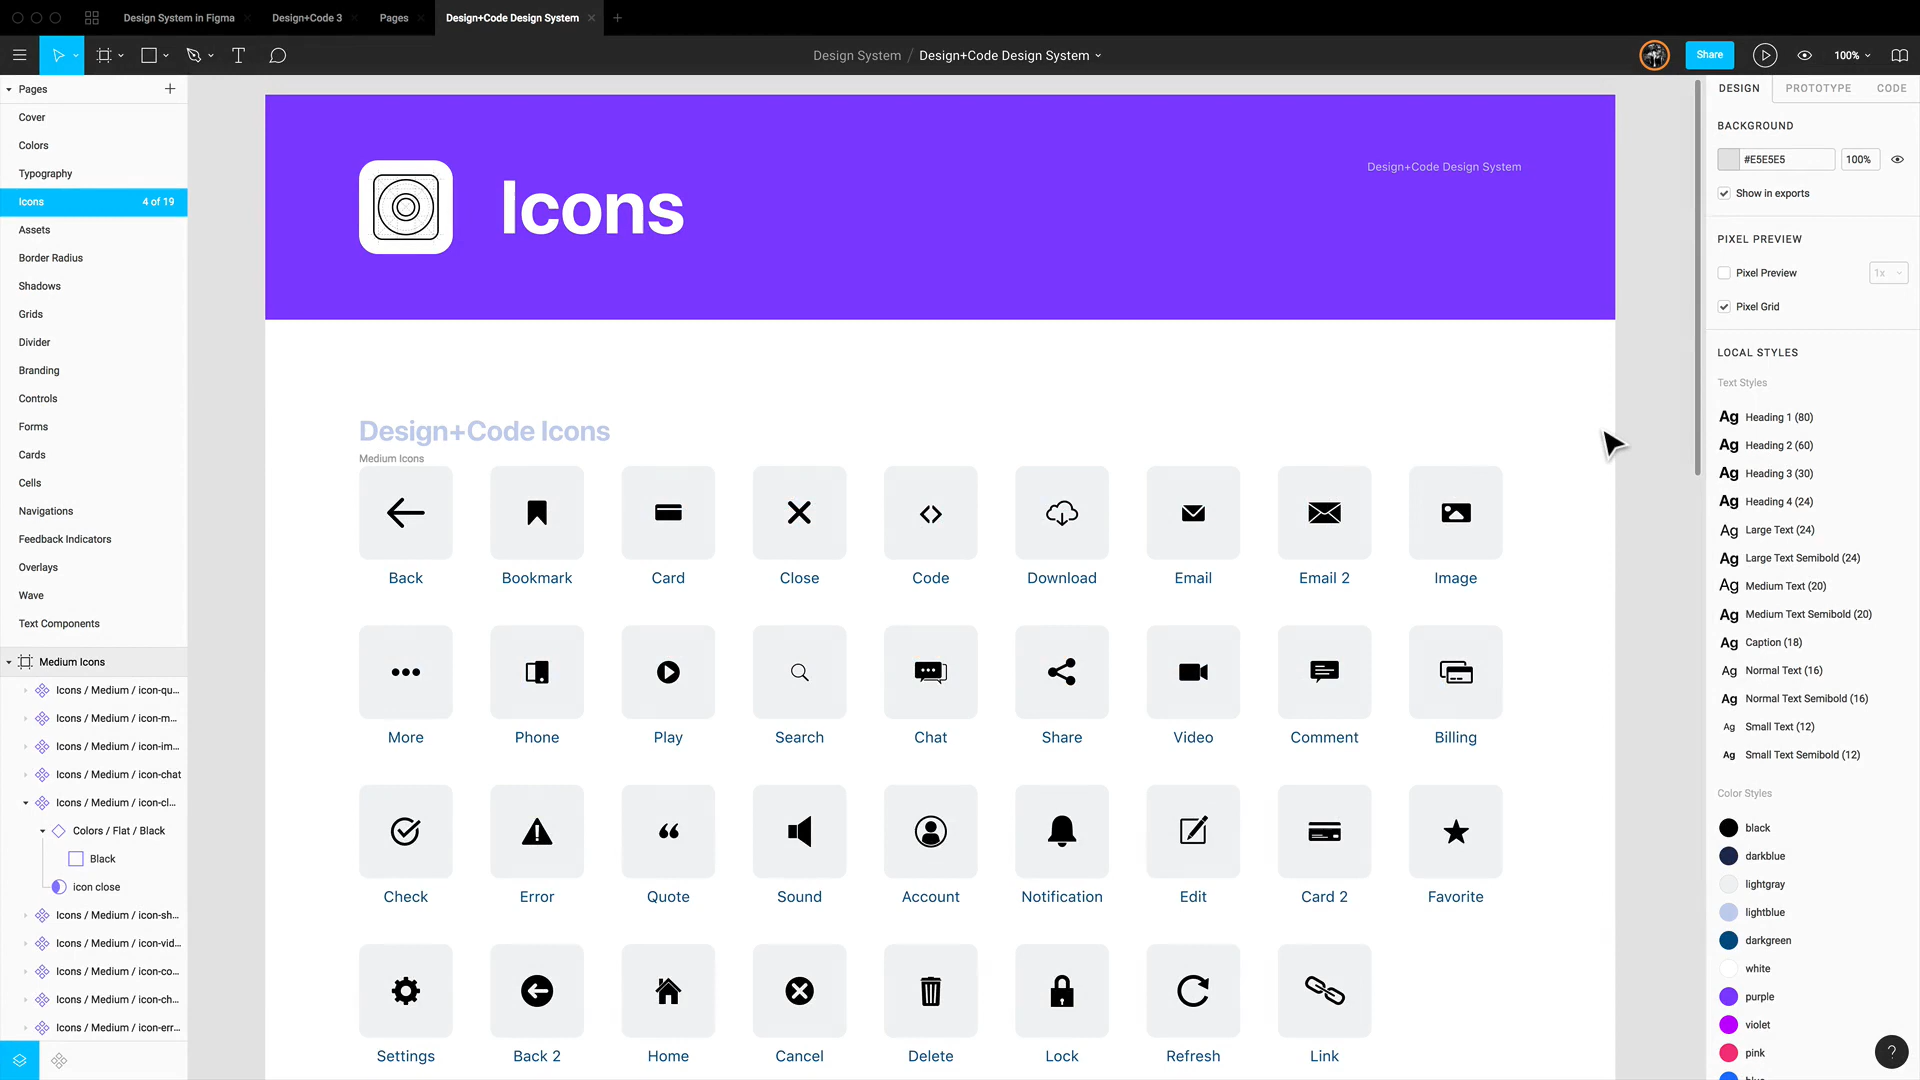 Design System in Figma
Design+Code 3
Pages
Design+Code Design System
Design System / Design+Code Design System
Share
100%
Pages
Cover
Colors
Typography
Icons 4 of 19
Assets
Border Radius
Shadows
Grids
Divider
Branding
Controls
Forms
Cards
Cells
Navigations
Feedback Indicators
Overlays
Wave
Text Components
Medium Icons
Icons / Medium / icon-qu...
Icons / Medium / icon-m...
Icons / Medium / icon-im...
Icons / Medium / icon-chat
Icons / Medium / icon-cl...
Colors / Flat / Black
Black
icon close
Icons / Medium / icon-sh...
Icons / Medium / icon-vid...
Icons / Medium / icon-co...
Icons / Medium / icon-ch...
Icons / Medium / icon-err...
Icons
Design+Code Design System
Design+Code Icons
Medium Icons
Back Bookmark Card Close Code Download Email Email 2 Image
More Phone Play Search Chat Share Video Comment Billing
Check Error Quote Sound Account Notification Edit Card 2 Favorite
Settings Back 2 Home Cancel Delete Lock Refresh Link
DESIGN PROTOTYPE CODE
BACKGROUND
#E5E5E5 100%
Show in exports
PIXEL PREVIEW
Pixel Preview 1x
Pixel Grid
LOCAL STYLES
Text Styles
Ag Heading 1 (80)
Ag Heading 2 (60)
Ag Heading 3 (30)
Ag Heading 4 (24)
Ag Large Text (24)
Ag Large Text Semibold (24)
Ag Medium Text (20)
Ag Medium Text Semibold (20)
Ag Caption (18)
Ag Normal Text (16)
Ag Normal Text Semibold (16)
Ag Small Text (12)
Ag Small Text Semibold (12)
Color Styles
black
darkblue
lightgray
lightblue
darkgreen
white
purple
violet
pink
?